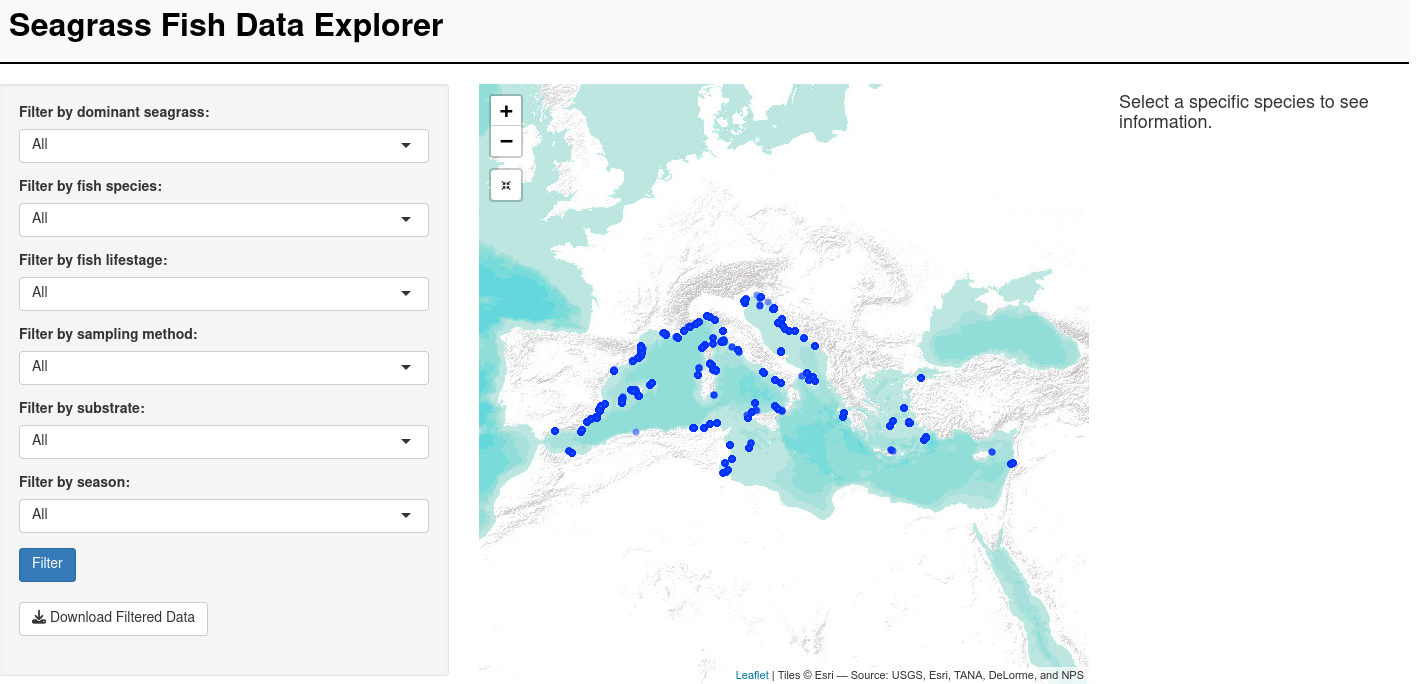 Seagrass Fish Data Explorer
Filter by dominant seagrass:
All
Filter by fish species:
All
Filter by fish lifestage:
All
Filter by sampling method:
All
Filter by substrate:
All
Filter by season:
All
Filter
Download Filtered Data
+
−
Leaflet | Tiles © Esri — Source: USGS, Esri, TANA, DeLorme, and NPS
Select a specific species to see
information.